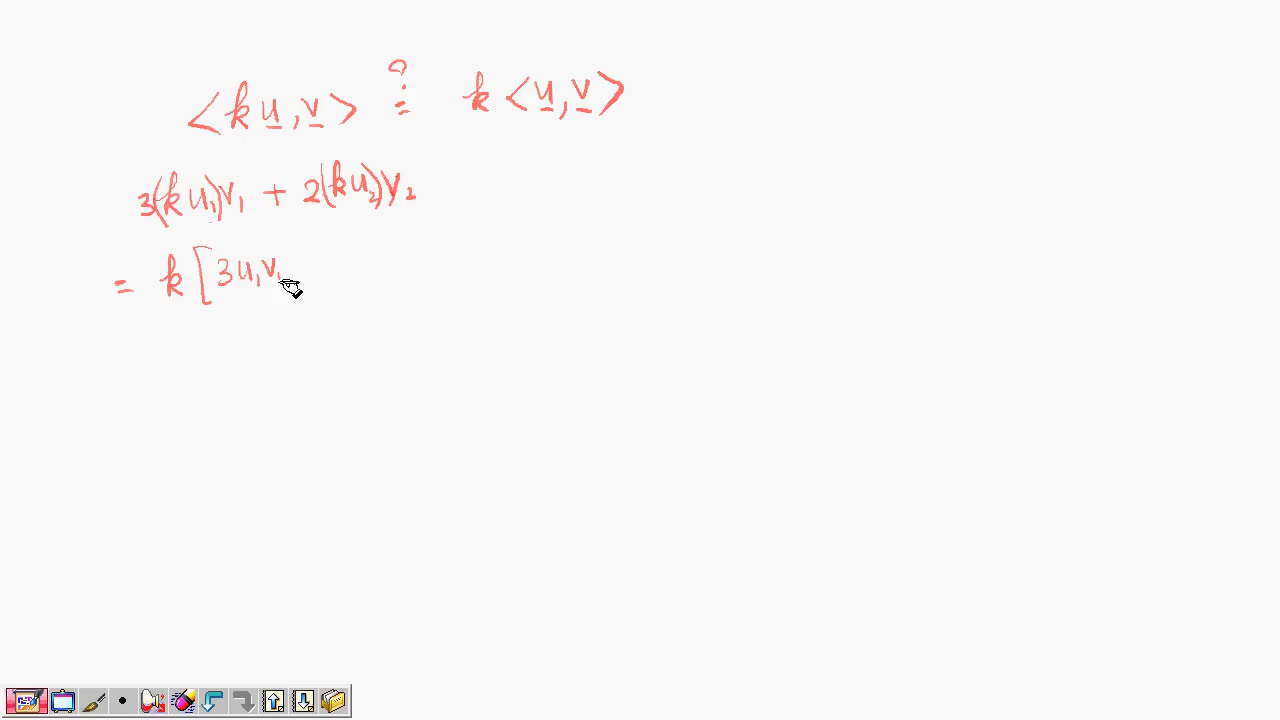 <ku,v> ?= k<u,v>
3(ku₁)v₁ + 2(ku₂)v₂
= k[3u₁v₁